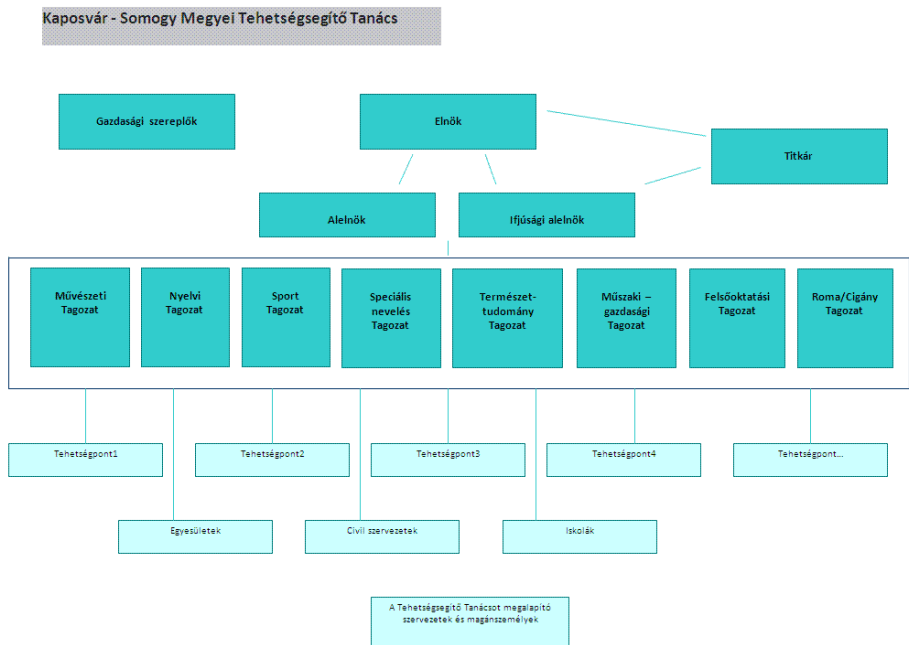 Kaposvár - Somogy Megyei Tehetségsegítő Tanács
Gazdasági szereplők
Elnök
Titkár
Alelnök
Ifjúsági alelnök
Művészeti
Tagozat
Nyelvi
Tagozat
Sport
Tagozat
Speciális
nevelés
Tagozat
Természet-
tudomány
Tagozat
Műszaki –
gazdasági
Tagozat
Felsőoktatási
Tagozat
Roma/Cigány
Tagozat
Tehetségpont1
Tehetségpont2
Tehetségpont3
Tehetségpont4
Tehetségpont...
Egyesületek
Civil szervezetek
Iskolák
A Tehetségsegítő Tanácsot megalapító
szervezetek és magánszemélyek